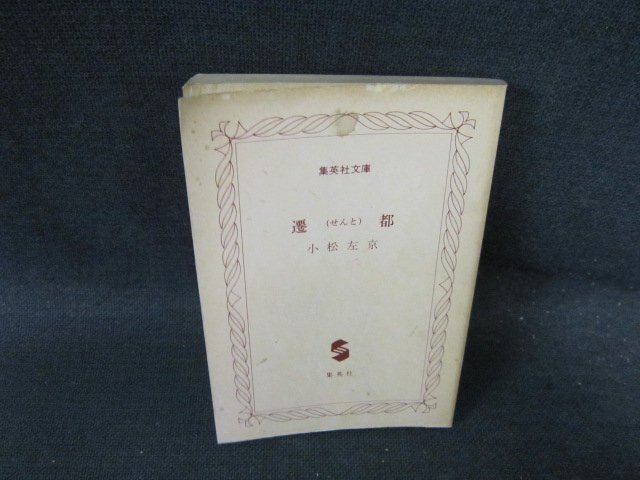 集英社文庫
遷（せんと）都
小松左京
集英社